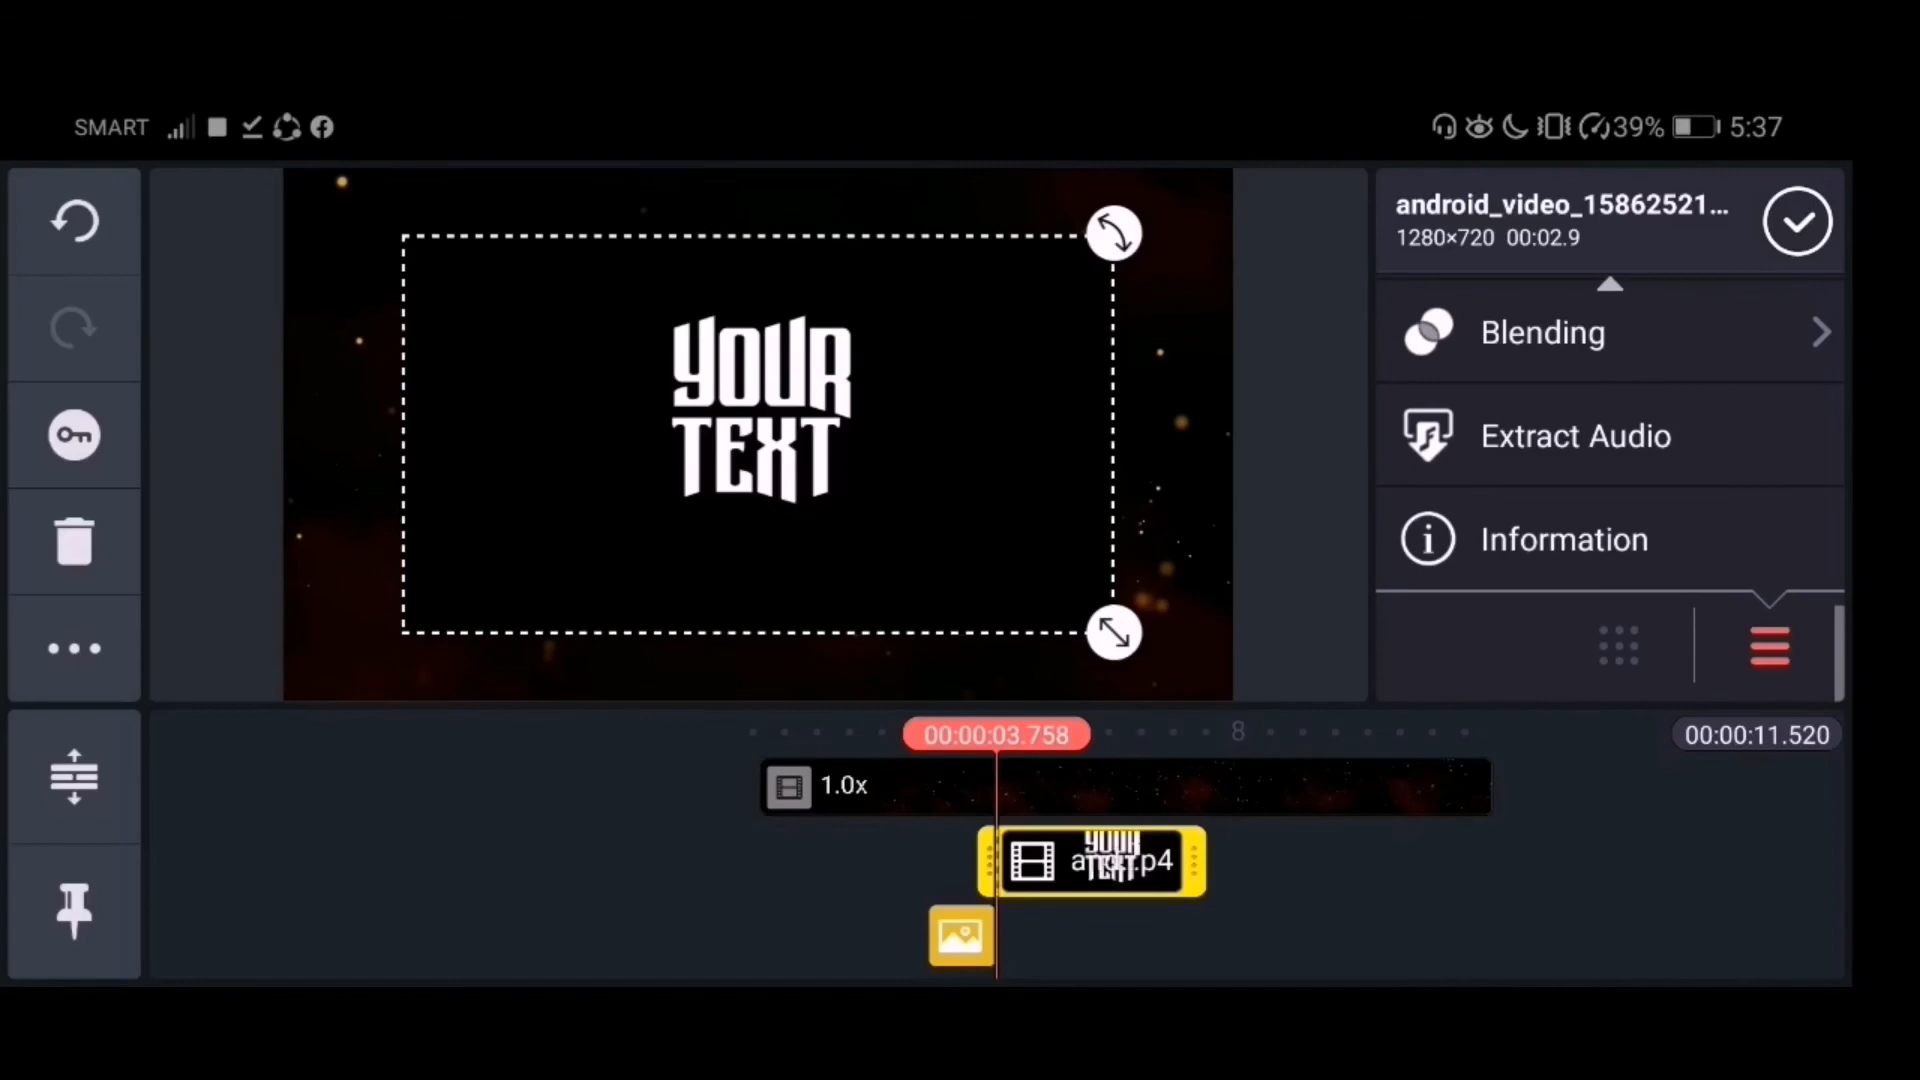 SMART 39% 5:37
android_video_15862521...
1280×720 00:02.9
YOUR
TEXT
Blending
Extract Audio
Information
00:00:03.758 8 00:00:11.520
1.0x